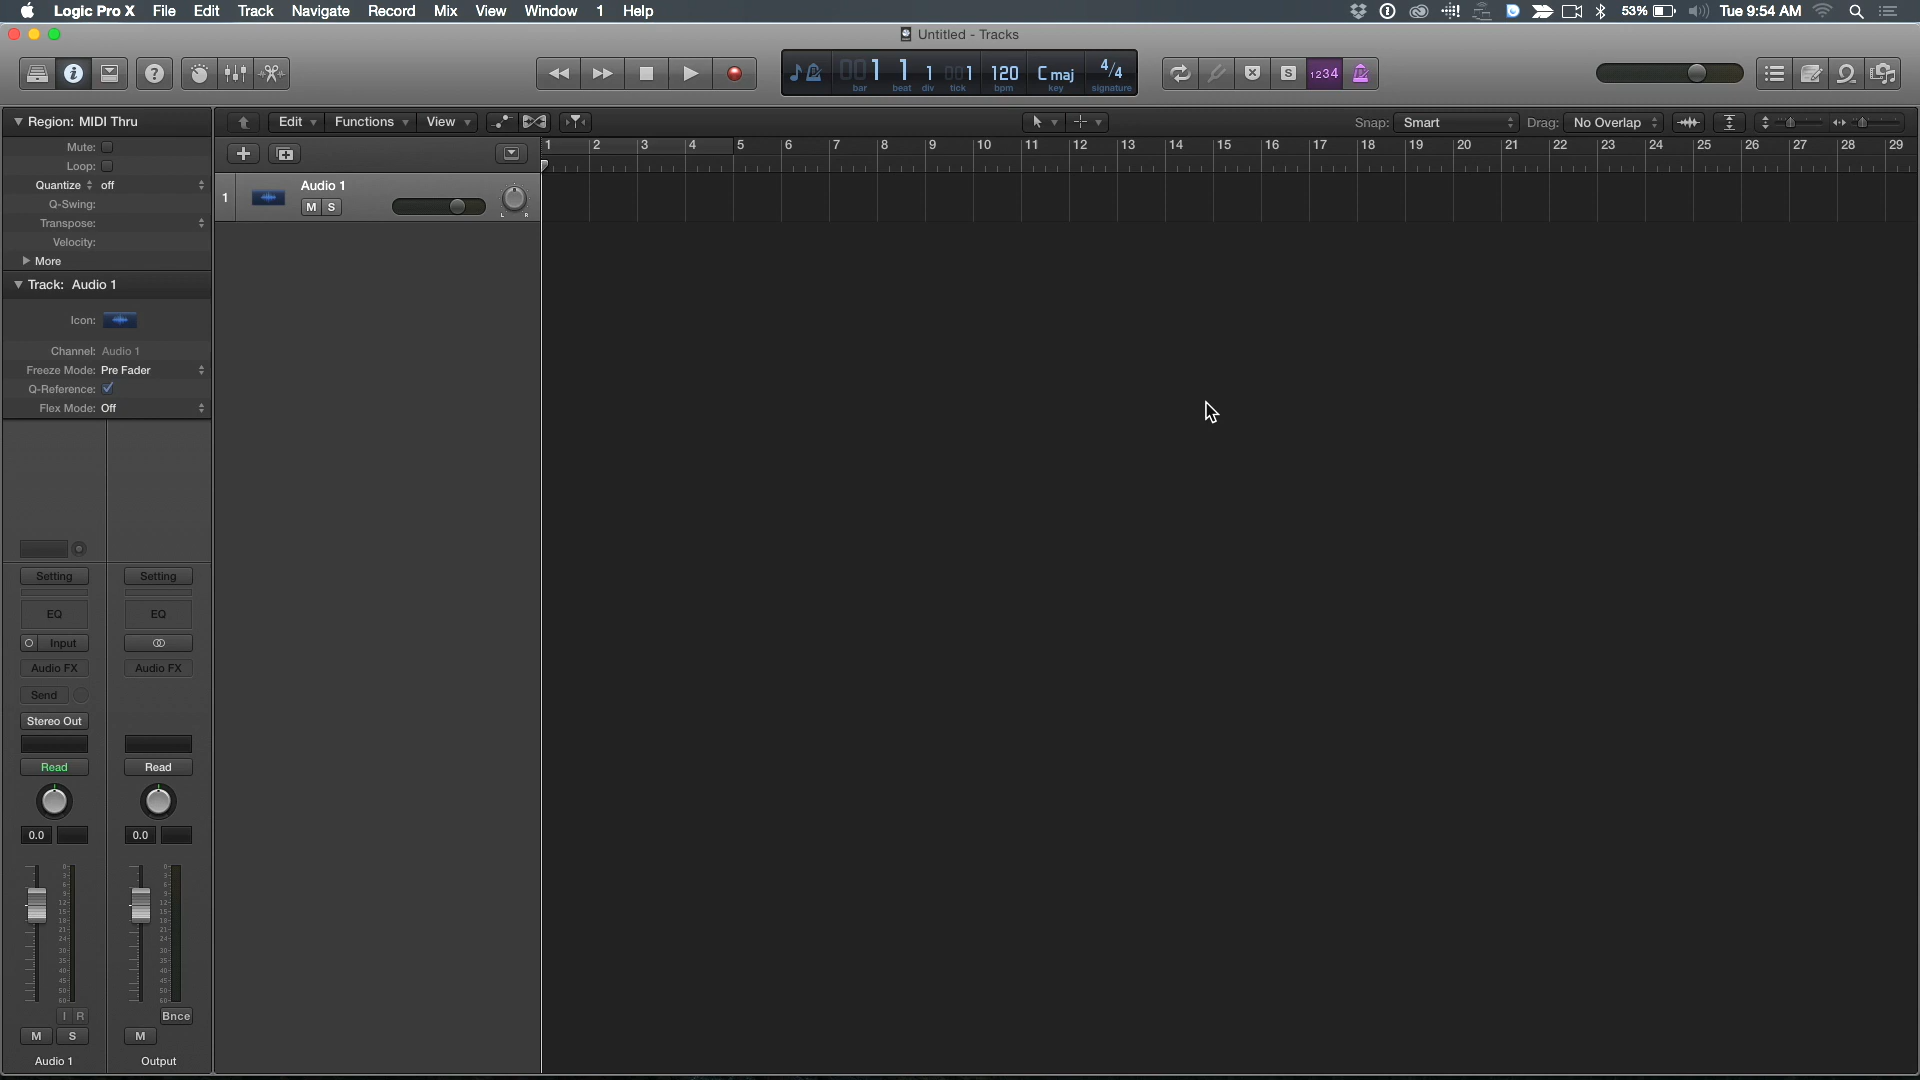 Logic Pro X File Edit Track Navigate Record Mix View Window 1 Help 53% Tue 9:54 AM
Untitled - Tracks
001 1 1 001 120 C maj 4/4
bar beat div tick bpm key signature
S 1234
Region: MIDI Thru
Edit Functions View
Snap: Smart Drag: No Overlap
Mute:
Loop:
Quantize off
Q-Swing:
Transpose:
Velocity:
More
1 2 3 4 5 6 7 8 9 10 11 12 13 14 15 16 17 18 19 20 21 22 23 24 25 26 27 28 29
1 Audio 1
M S
L R
Track: Audio 1
Icon:
Channel: Audio 1
Freeze Mode: Pre Fader
Q-Reference:
Flex Mode: Off
Setting Setting
EQ EQ
Input
Audio FX Audio FX
Send
Stereo Out
Read Read
0.0 0.0
I R Bnce
M S M
Audio 1 Output